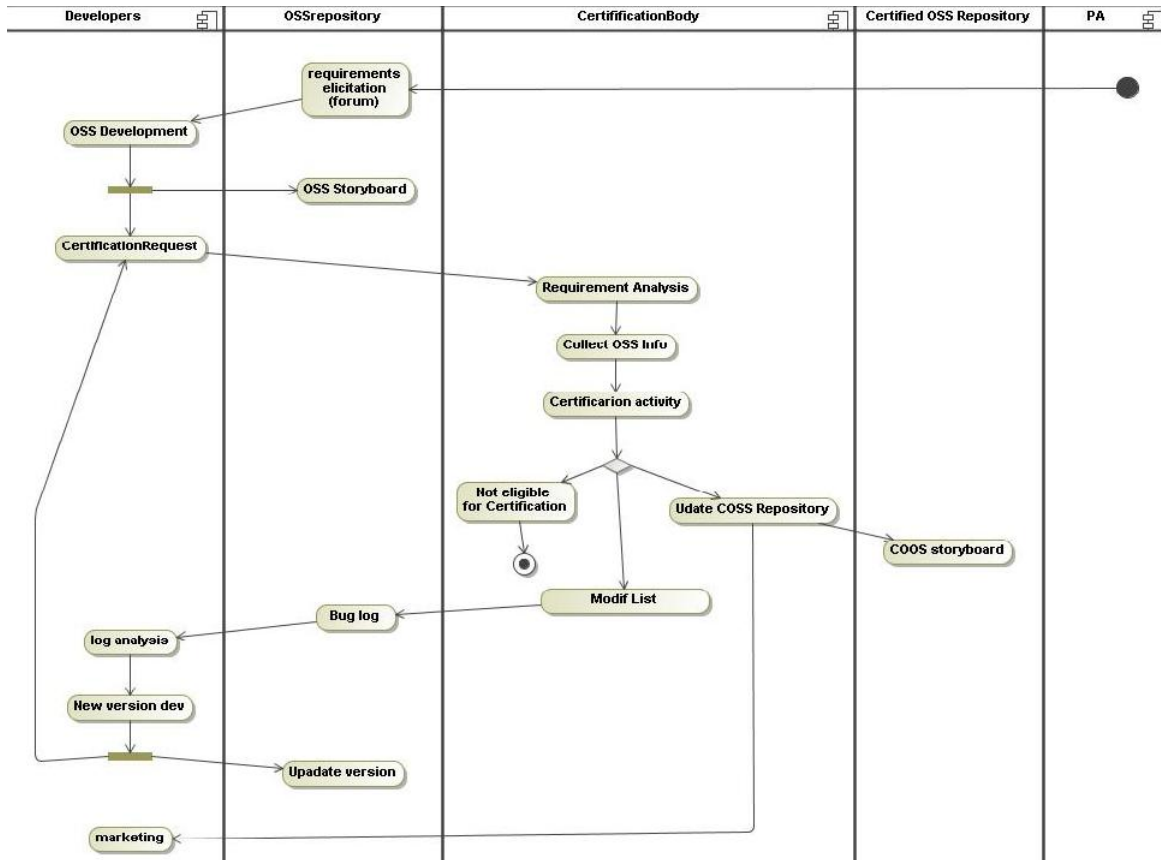 Developers
OSSrepository
CertififficationBody
Certified OSS Repository
PA
requirements
elicitation
(forum)
OSS Development
OSS Storyboard
CertificationRequest
Requirement Analysis
Collect OSS Info
Certificarion activity
Not eligible
for Certification
Udate COSS Repository
COOS storyboard
Modif List
Bug log
log analysis
New version dev
Upadate version
marketing